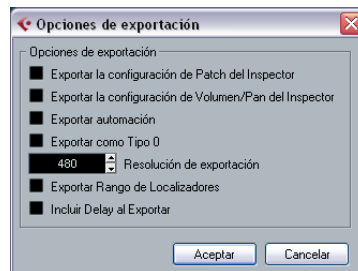 Opciones de exportación
Opciones de exportación
Exportar la configuración de Patch del Inspector
Exportar la configuración de Volumen/Pan del Inspector
Exportar automación
Exportar como Tipo 0
480 Resolución de exportación
Exportar Rango de Localizadores
Incluir Delay al Exportar
Aceptar Cancelar